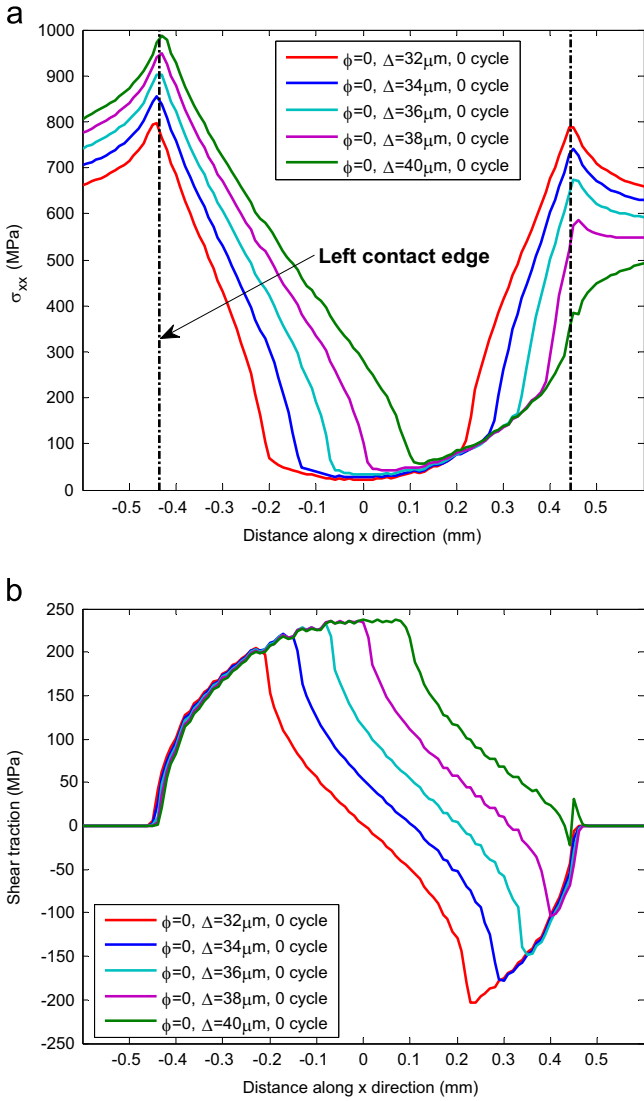 a
1000
900
800
700
600
500
400
300
200
100
0
σxx (MPa)
ϕ=0, Δ=32μm, 0 cycle
ϕ=0, Δ=34μm, 0 cycle
ϕ=0, Δ=36μm, 0 cycle
ϕ=0, Δ=38μm, 0 cycle
ϕ=0, Δ=40μm, 0 cycle
Left contact edge
-0.5 -0.4 -0.3 -0.2 -0.1 0 0.1 0.2 0.3 0.4 0.5
Distance along x direction (mm)
b
250
200
150
100
50
0
-50
-100
-150
-200
-250
Shear traction (MPa)
ϕ=0, Δ=32μm, 0 cycle
ϕ=0, Δ=34μm, 0 cycle
ϕ=0, Δ=36μm, 0 cycle
ϕ=0, Δ=38μm, 0 cycle
ϕ=0, Δ=40μm, 0 cycle
-0.5 -0.4 -0.3 -0.2 -0.1 0 0.1 0.2 0.3 0.4 0.5
Distance along x direction (mm)